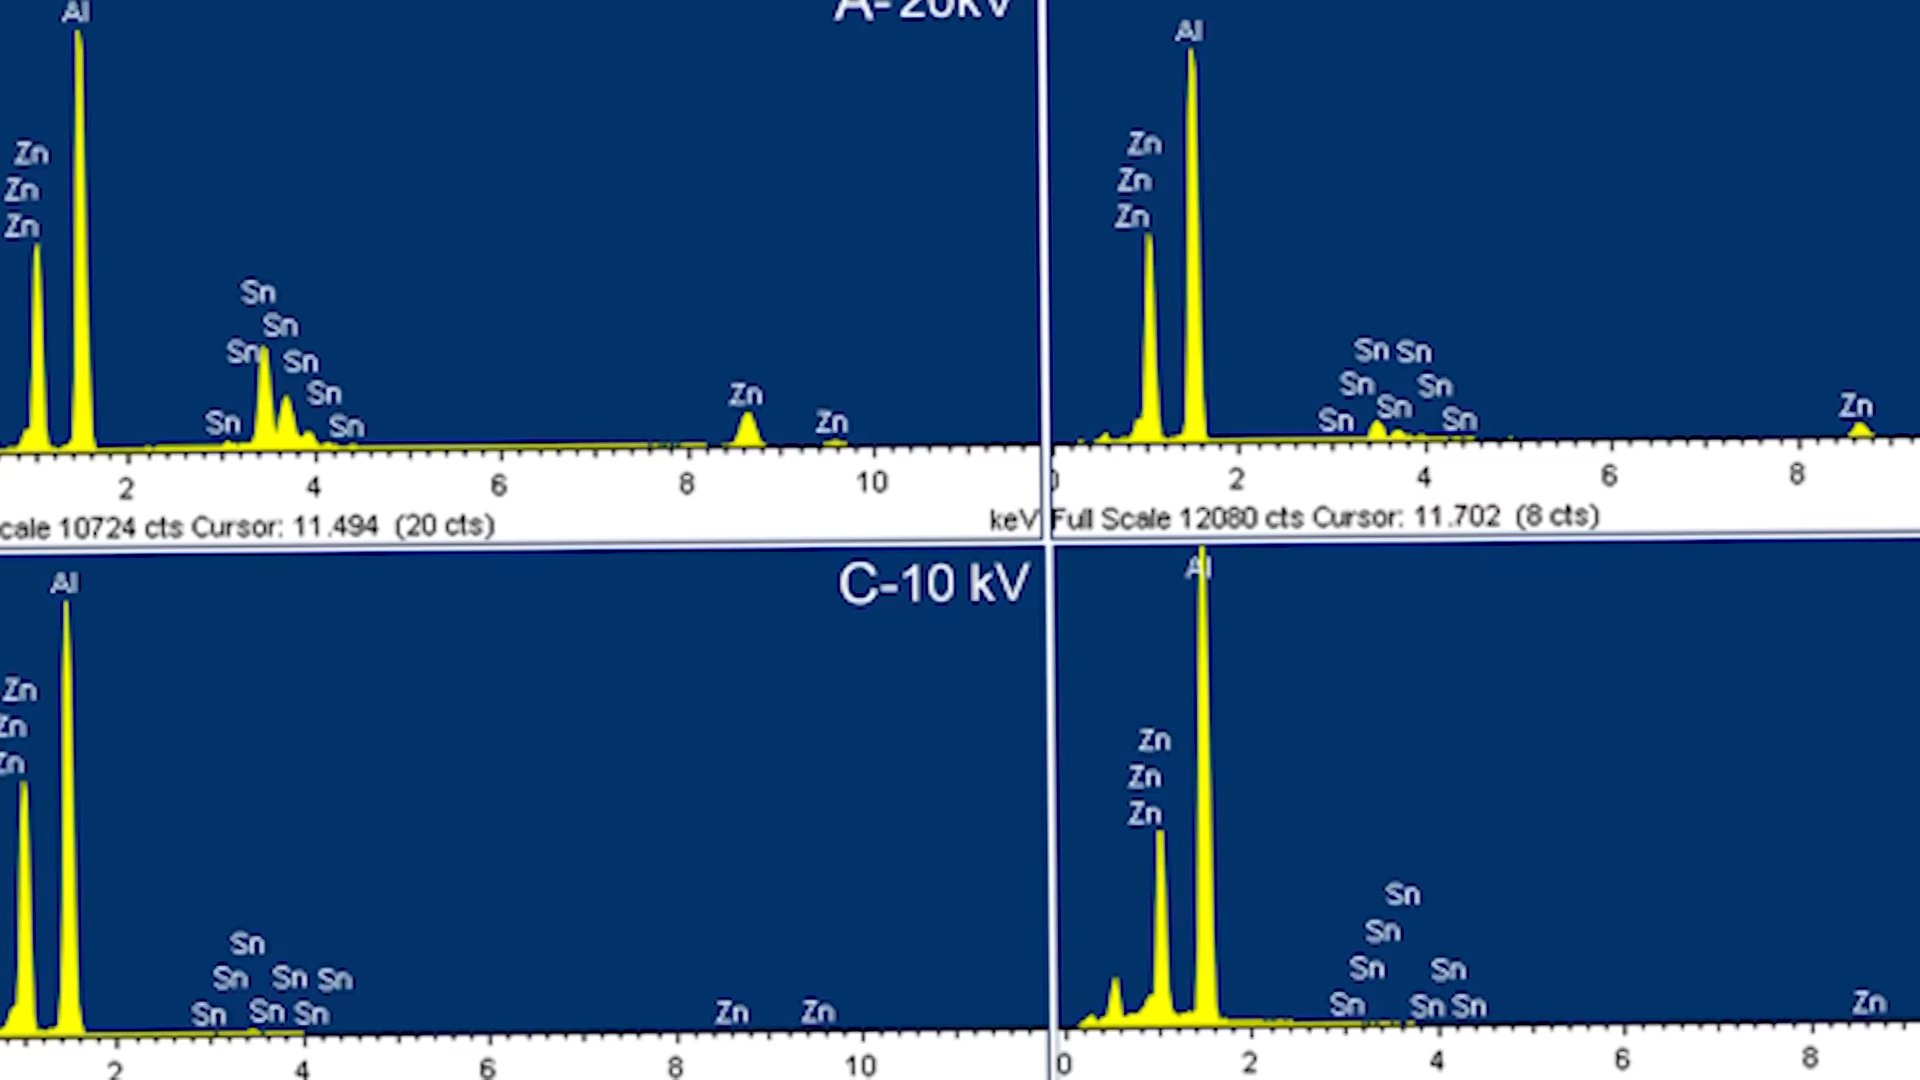 Al
A-20kV
Zn
Zn
Zn
Sn
Sn
Sn Sn
Sn
Sn Sn
Zn
Zn
2 4 6 8 10
cale 10724 cts Cursor: 11.494 (20 cts)
keV
Al
Zn
Zn
Zn
Sn Sn
Sn Sn
Sn Sn Sn
Zn
0 2 4 6 8
Full Scale 12080 cts Cursor: 11.702 (8 cts)
Al
C-10 kV
Zn
Zn
Zn
Sn
Sn Sn Sn
Sn Sn Sn
Zn Zn
2 4 6 8 10
Al
Zn
Zn
Zn
Sn
Sn
Sn Sn
Sn Sn Sn
Zn
0 2 4 6 8